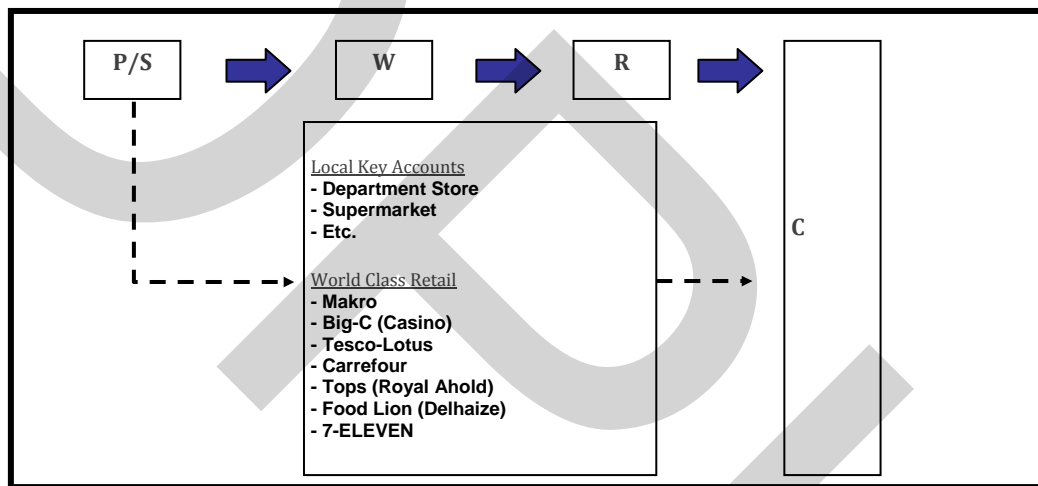 P/S
W
R
C
Local Key Accounts
- Department Store
- Supermarket
- Etc.
World Class Retail
- Makro
- Big-C (Casino)
- Tesco-Lotus
- Carrefour
- Tops (Royal Ahold)
- Food Lion (Delhaize)
- 7-ELEVEN